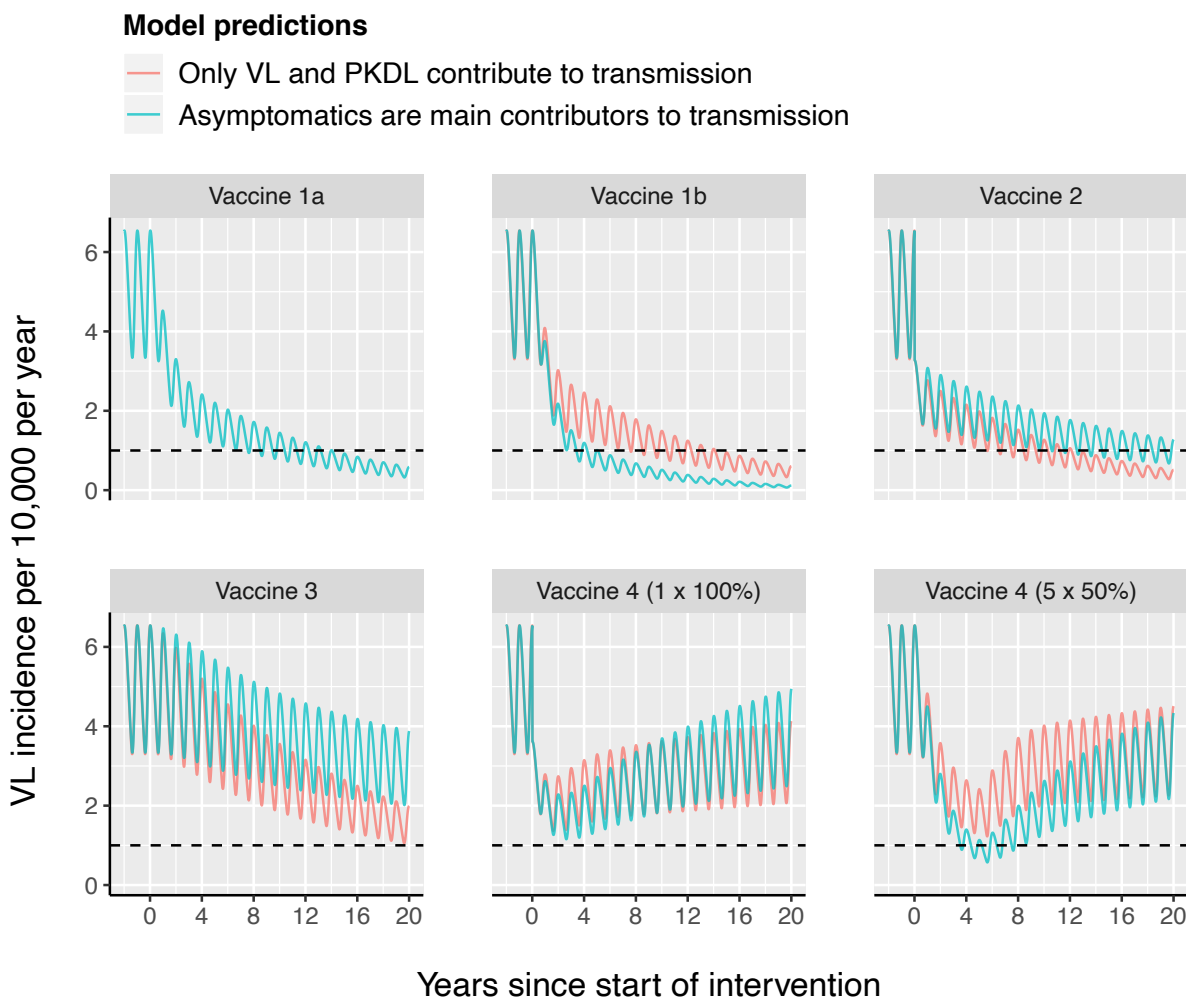 Model predictions
Only VL and PKDL contribute to transmission
Asymptomatics are main contributors to transmission
Vaccine 1a
Vaccine 1b
Vaccine 2
6
4
2
0
Vaccine 3
Vaccine 4 (1 x 100%)
Vaccine 4 (5 x 50%)
6
4
2
0
0 4 8 12 16 20
0 4 8 12 16 20
0 4 8 12 16 20
VL incidence per 10,000 per year
Years since start of intervention